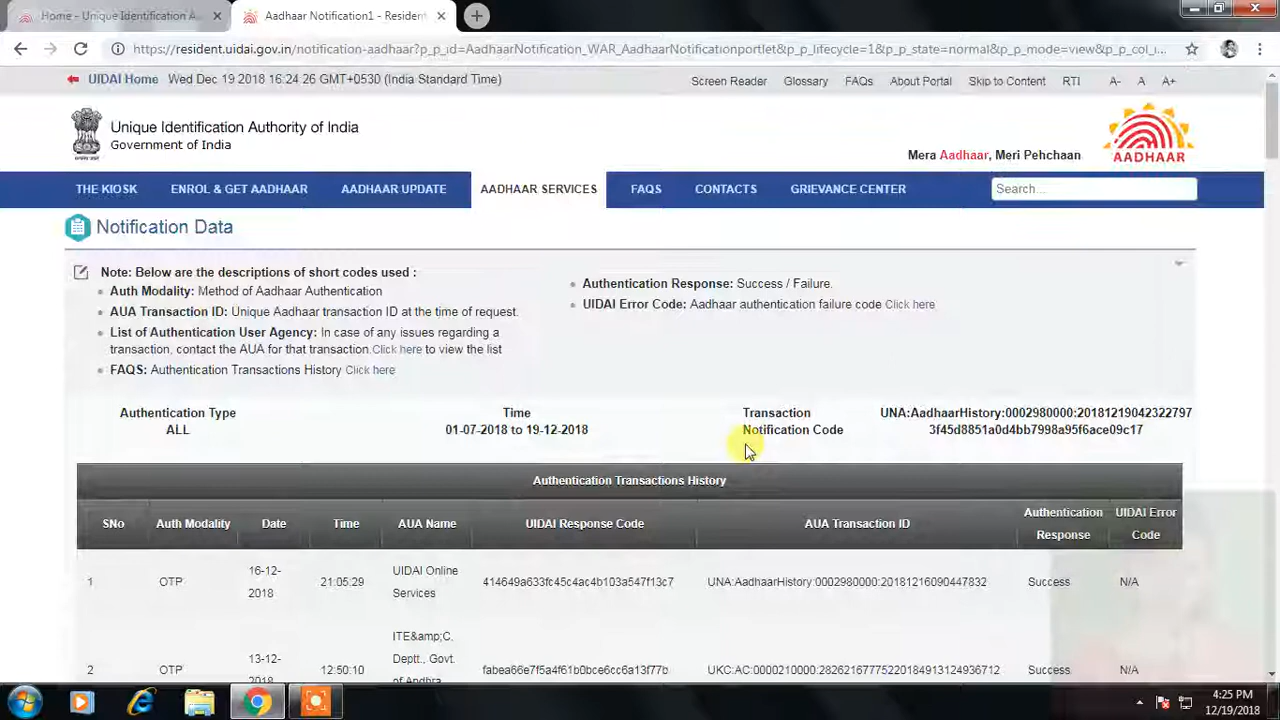 Home - Unique Identification A
Aadhaar Notification1 - Resident
https://resident.uidai.gov.in/notification-aadhaar?p_p_id=AadhaarNotification_WAR_AadhaarNotificationportlet&p_p_lifecycle=1&p_p_state=normal&p_p_mode=view&p_p_col_i...
UIDAI Home Wed Dec 19 2018 16:24:26 GMT+0530 (India Standard Time)
Screen Reader Glossary FAQs About Portal Skip to Content RTI A- A A+
Unique Identification Authority of India
Government of India
Mera Aadhaar, Meri Pehchaan
AADHAAR
THE KIOSK ENROL & GET AADHAAR AADHAAR UPDATE AADHAAR SERVICES FAQS CONTACTS GRIEVANCE CENTER Search...
Notification Data
Note: Below are the descriptions of short codes used :
Auth Modality: Method of Aadhaar Authentication
AUA Transaction ID: Unique Aadhaar transaction ID at the time of request.
List of Authentication User Agency: In case of any issues regarding a
transaction, contact the AUA for that transaction.Click here to view the list
FAQS: Authentication Transactions History Click here
Authentication Response: Success / Failure.
UIDAI Error Code: Aadhaar authentication failure code Click here
Authentication Type
ALL
Time
01-07-2018 to 19-12-2018
Transaction
Notification Code
UNA:AadhaarHistory:0002980000:20181219042322797
3f45d8851a0d4bb7998a95f6ace09c17
Authentication Transactions History
SNo Auth Modality Date Time AUA Name UIDAI Response Code AUA Transaction ID
Authentication
Response
UIDAI Error
Code
1 OTP
16-12-
2018
21:05:29
UIDAI Online
Services
414649a633fc45c4ac4b103a547f13c7 UNA:AadhaarHistory:0002980000:20181216090447832 Success N/A
2 OTP
13-12-
2018
12:50:10
ITE&amp;C,
Deptt., Govt.
of Andhra
fabea66e7f5a4f61b0bce6cc6a13f77b UKC:AC:0000210000:2826216777522018491312493​6712 Success N/A
4:25 PM
12/19/2018